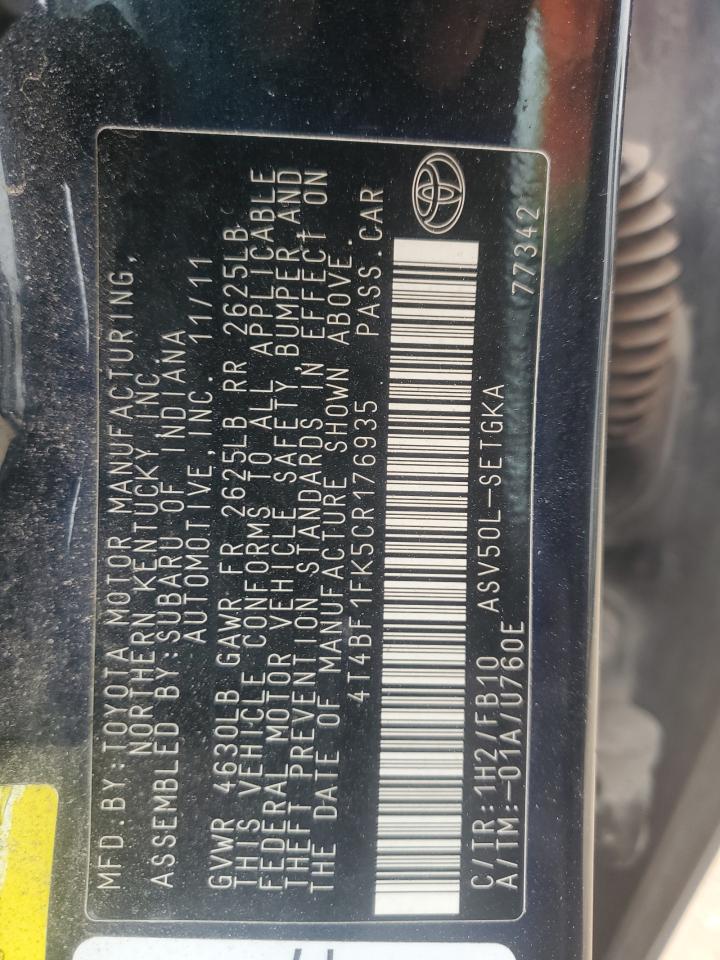 MFD.BY:TOYOTA MOTOR MANUFACTURING,
NORTHERN KENTUCKY INC.
ASSEMBLED BY:SUBARU OF INDIANA
AUTOMOTIVE,INC. 11/11
GVWR 4630LB GAWR FR 2625LB RR 2625LB
THIS VEHICLE CONFORMS TO ALL APPLICABLE
FEDERAL MOTOR VEHICLE SAFETY,BUMPER,AND
THEFT PREVENTION STANDARDS IN EFFECT ON
THE DATE OF MANUFACTURE SHOWN ABOVE.
4T4BF1FK5CR176935 PASS.CAR
C/TR:1H2/FB10 ASV50L-SETGKA
A/TM:-01A/U760E 77342